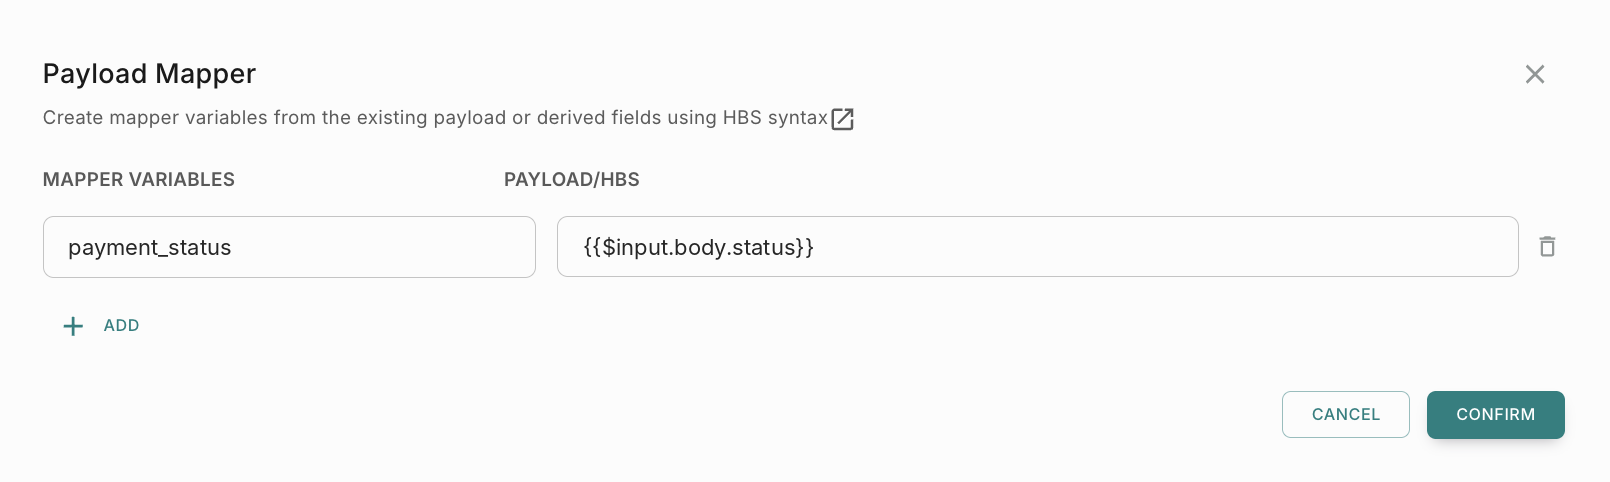 Payload Mapper
Create mapper variables from the existing payload or derived fields using HBS syntax
MAPPER VARIABLES PAYLOAD/HBS
payment_status {{$input.body.status}}
ADD
CANCEL CONFIRM